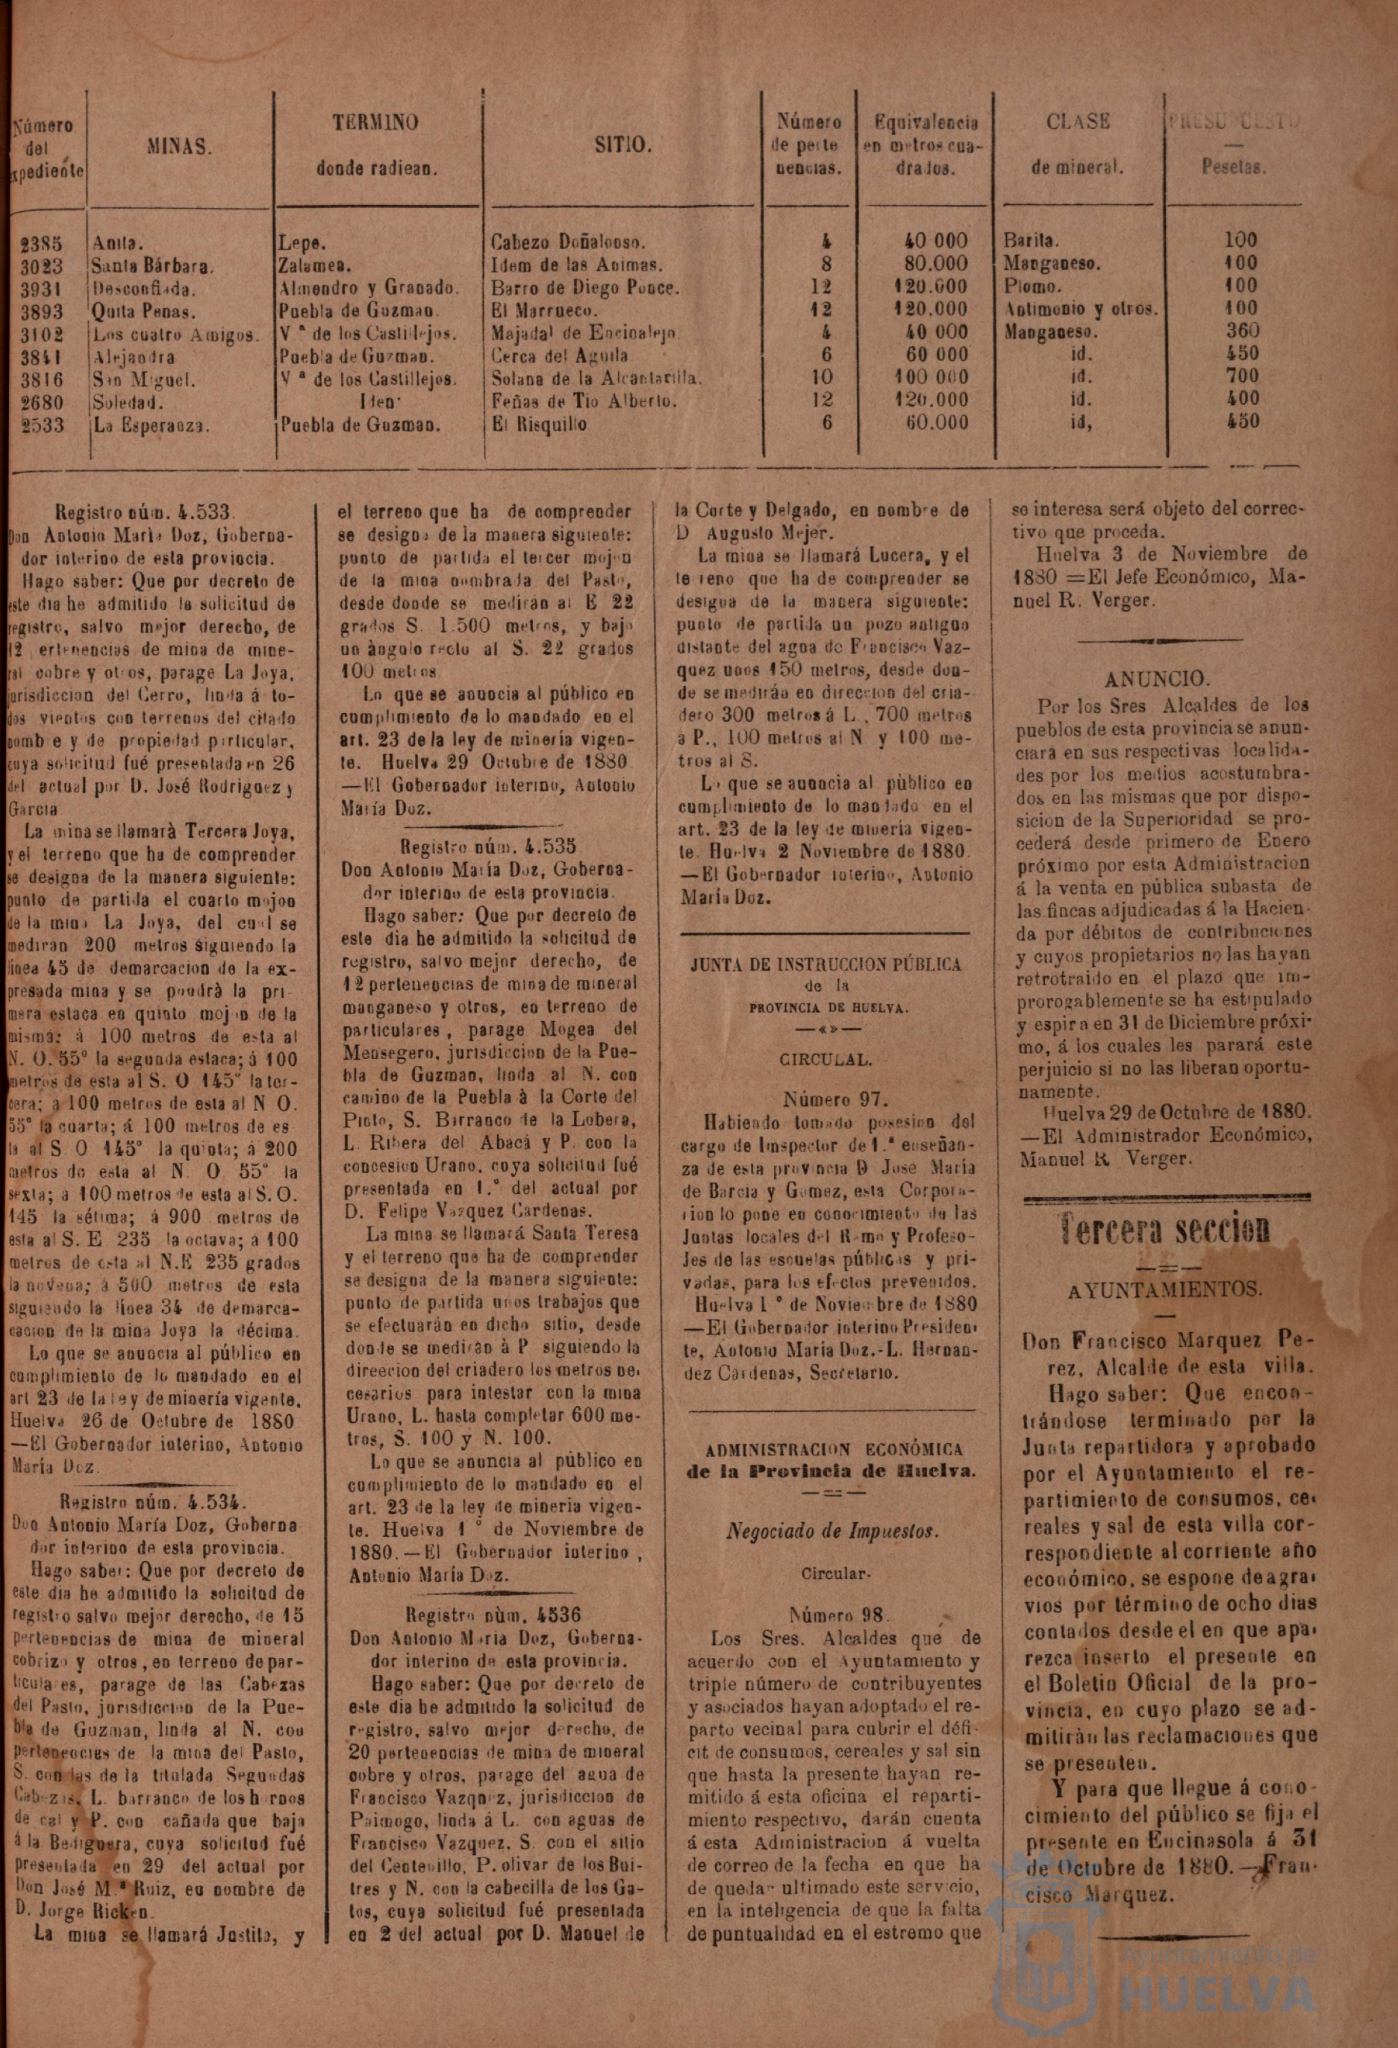 Número del expediente | MINAS. | TERMINO donde radican. | SITIO. | Número de perte nencias. | Equivalencia en metros cua- drados. | CLASE de mineral. | PRESUPUESTO — Pesetas.
2385 | Anita. | Lepe. | Cabezo Doñalonso. | 4 | 40 000 | Barita. | 100
3023 | Santa Bárbara. | Zalamea. | Idem de las Animas. | 8 | 80.000 | Manganeso. | 100
3931 | Desconfiada. | Almendro y Granado. | Barro de Diego Ponce. | 12 | 120.000 | Plomo. | 100
3893 | Quita Penas. | Puebla de Guzman. | El Marrueco. | 12 | 120.000 | Antimonio y otros. | 100
3102 | Los cuatro Amigos. | V ª de los Castillejos. | Majadal de Encinalejo | 4 | 40 000 | Manganeso. | 360
3841 | Alejandra | Puebla de Guzman. | Cerca del Aguila | 6 | 60 000 | id. | 450
3816 | San Miguel. | V ª de los Castillejos. | Solana de la Alcantarilla. | 10 | 100 000 | id. | 700
2680 | Soledad. | Iden | Feñas de Tio Alberto. | 12 | 120.000 | id. | 400
2533 | La Esperanza. | Puebla de Guzman. | El Risquillo | 6 | 60.000 | id, | 450
Registro núm. 4.533.
Don Antonio Maria Doz, Goberna-
dor interino de esta provincia.
Hago saber: Que por decreto de
este dia he admitido la solicitud de
registro, salvo mejor derecho, de
12 ertenencias de mina de mine-
ral cobre y otros, parage La Joya,
jurisdiccion del Cerro, linda á to-
dos vientos con terrenos del citado
nomb e y de propiedad particular,
cuya solicitud fué presentada en 26
del actual por D. José Rodriguez y
Garcia
La mina se llamarà Tercera Joya,
y el terreno que ha de comprender
se designa de la manera siguiente:
punto de partida el cuarto mojon
de la mina La Joya, del cual se
medirán 200 metros siguiendo la
línea 45 de demarcacion de la ex-
presada mina y se pondrà la pri-
mera estaca en quinto mojon de la
misma: á 100 metros de esta al
N. O. 55º la segunda estaca; á 100
metros de esta al S. O 145º la ter-
cera; á 100 metros de esta al N O.
55º la cuarta; á 100 metros de es
ta al S O 145º la quinta; á 200
metros de esta al N. O. 55º la
sexta; á 100 metros de esta al S. O.
145 la sétima; á 900 metros de
esta al S. E 235 la octava; á 100
metros de esta al N.E 235 grados
la novena; á 500 metros de esta
siguiendo la línea 34 de demarca-
cacion de la mina Joya la décima.
Lo que se anuncia al público en
cumplimiento de lo mandado en el
art 23 de la ley de minería vigente.
Huelva 26 de Octubre de 1880
—El Gobernador interino, Antonio
María Doz.
Registro núm. 4.534.
Don Antonio María Doz, Goberna
dor interino de esta provincia.
Hago saber: Que por decreto de
este dia he admitido la solicitud de
registro salvo mejor derecho, de 15
pertenencias de mina de mineral
cobrizo y otros, en terreno de par-
ticula es, parage de las Cabezas
del Pasto, jurisdiccion de la Pue-
bla de Guzman, linda al N. con
pertenencies de la mina del Pasto,
S. con las de la titulada Segundas
Cabezas, L. barranco de los hornos
de cal y P. con cañada que baja
á la Bediguera, cuya solicitud fué
presentada en 29 del actual por
Don José M.ª Ruiz, en nombre de
D. Jorge Ricken.
La mina se llamará Justita, y
el terreno que ha de comprender
se designa de la manera siguiente:
punto de partida el tercer mojon
de la mina nombrada del Pasto,
desde donde se medirán al E 22
grados S. 1.500 metros, y bajo
un àngulo recto al S. 22 grados
100 metros
Lo que se anuncia al público en
cumplimiento de lo mandado en el
art. 23 de la ley de minería vigen-
te. Huelva 29 Octubre de 1880
—El Gobernador interino, Antonio
María Doz.
Registro núm. 4.535
Don Antonio María Doz, Goberna-
dor interino de esta provincia.
Hago saber: Que por decreto de
este dia he admitido la solicitud de
registro, salvo mejor derecho, de
12 pertenencias de mina de mineral
manganeso y otros, en terreno de
particulares, parage Mogea del
Mensegero, jurisdiccion de la Pue-
bla de Guzman, linda al N. con
camino de la Puebla à la Corte del
Pinto, S. Barranco de la Lobera,
L. Ribera del Abacá y P. con la
concesion Urano, coya solicitud fué
presentada en 1.º del actual por
D. Felipe Vazquez Cardenas.
La mina se llamará Santa Teresa
y el terreno que ha de comprender
se designa de la manera siguiente:
punto de partida unos trabajos que
se efectuarán en dicho sitio, desde
donde se mediràn à P siguiendo la
direccion del criadero los metros ne-
cesarios para intestar con la mina
Urano, L. hasta completar 600 me-
tros, S. 100 y N. 100.
Lo que se anuncia al público en
cumplimiento de lo mandado en el
art. 23 de la ley de mineria vigen-
te. Huelva 1 º de Noviembre de
1880.—El Gobernador interino,
Antonio María Doz.
Registro nùm. 4536
Don Antonio Maria Doz, Goberna-
dor interino de esta provincia.
Hago saber: Que por decreto de
este dia he admitido la solicitud de
registro, salvo mejor derecho, de
20 pertenencias de mina de mineral
cobre y otros, parage del agua de
Francisco Vazquez, jurisdiccion de
Paimogo, linda á L. con aguas de
Francisco Vazquez, S. con el sitio
del Centenillo, P. olivar de los Bui-
tres y N. con la cabecilla de los Ga-
tos, cuya solicitud fué presentada
en 2 del actual por D. Manuel de
la Corte y Delgado, en nombre de
D Augusto Mejer.
La mina se llamará Lucera, y el
te reno que ha de comprender se
designa de la manera siguiente:
punto de partida un pozo antiguo
distante del agua de Francisco Vaz-
quez unos 150 metros, desde don-
de se medirán en direccion del cria-
dero 300 metros á L , 700 metros
à P., 100 metros al N y 100 me-
tros al S.
Lo que se anuncia al pùblico en
cumplimiento de lo mandado en el
art. 23 de la ley de minería vigen-
te. Huelva 2 Noviembre de 1880.
—El Gobernador interino, Antonio
María Doz.
JUNTA DE INSTRUCCION PÚBLICA
de la
PROVINCIA DE HUELVA.
—«»—
CIRCULAL.
Número 97.
Habiendo tomado posesion del
cargo de Imspector de 1.ª enseñan-
za de esta provincia D Jose María
de Barcia y Gomez, esta Corpora-
cion lo pone en conocimiento de las
Juntas locales del Ramo y Profeso-
les de las escuelas públicas y pri-
vadas, para los efectos prevenidos.
Huelva 1 º de Noviembre de 1880
—El Gobernador interino Presiden-
te, Antonio Maria Doz.-L. Hernan-
dez Cárdenas, Secretario.
ADMINISTRACION ECONÓMICA
de la Provincia de Huelva.
Negociado de Impuestos.
Circular.
Número 98.
Los Sres. Alcaldes que de
acuerdo con el Ayuntamiento y
triple número de contribuyentes
y asociados hayan adoptado el re-
parto vecinal para cubrir el défi-
cit de consumos, cereales y sal sin
que hasta la presente hayan re-
mitido á esta oficina el reparti-
miento respectivo, darán cuenta
á esta Administracion á vuelta
de correo de la fecha en que ha
de quedar ultimado este servicio,
en la inteligencia de que la falta
de puntualidad en el estremo que
se interesa será objeto del correc-
tivo que proceda.
Huelva 3 de Noviembre de
1880 =El Jefe Económico, Ma-
nuel R. Verger.
ANUNCIO.
Por los Sres Alcaldes de los
pueblos de esta provincia se anun-
ciará en sus respectivas localida-
des por los medios acostumbra-
dos en las mismas que por dispo-
sicion de la Superioridad se pro-
cederá desde primero de Enero
próximo por esta Administracion
á la venta en pública subasta de
las fincas adjudicadas á la Hacien-
da por débitos de contribuciones
y cuyos propietarios no las hayan
retrotraido en el plazo que im-
prorogablemente se ha estipulado
y espira en 31 de Diciembre próxi-
mo, á los cuales les parará este
perjuicio si no las liberan oportu-
namente.
Huelva 29 de Octubre de 1880.
—El Administrador Económico,
Manuel R Verger.
Tercera seccion
AYUNTAMIENTOS.
Don Francisco Marquez Pe-
rez, Alcalde de esta villa.
Hago saber: Que encon-
trándose terminado por la
Junta repartidora y aprobado
por el Ayuntamiento el re-
partimiento de consumos, ce-
reales y sal de esta villa cor-
respondiente al corriente año
económico, se espone de agra-
vios por término de ocho dias
contados desde el en que apa-
rezca inserto el presente en
el Boletin Oficial de la pro-
vincia, en cuyo plazo se ad-
mitirán las reclamaciones que
se presenten.
Y para que llegue á cono-
cimiento del público se fija el
presente en Encinasola á 31
de Octubre de 1880.—Fran-
cisco Marquez.
Ayuntamiento de
HUELVA